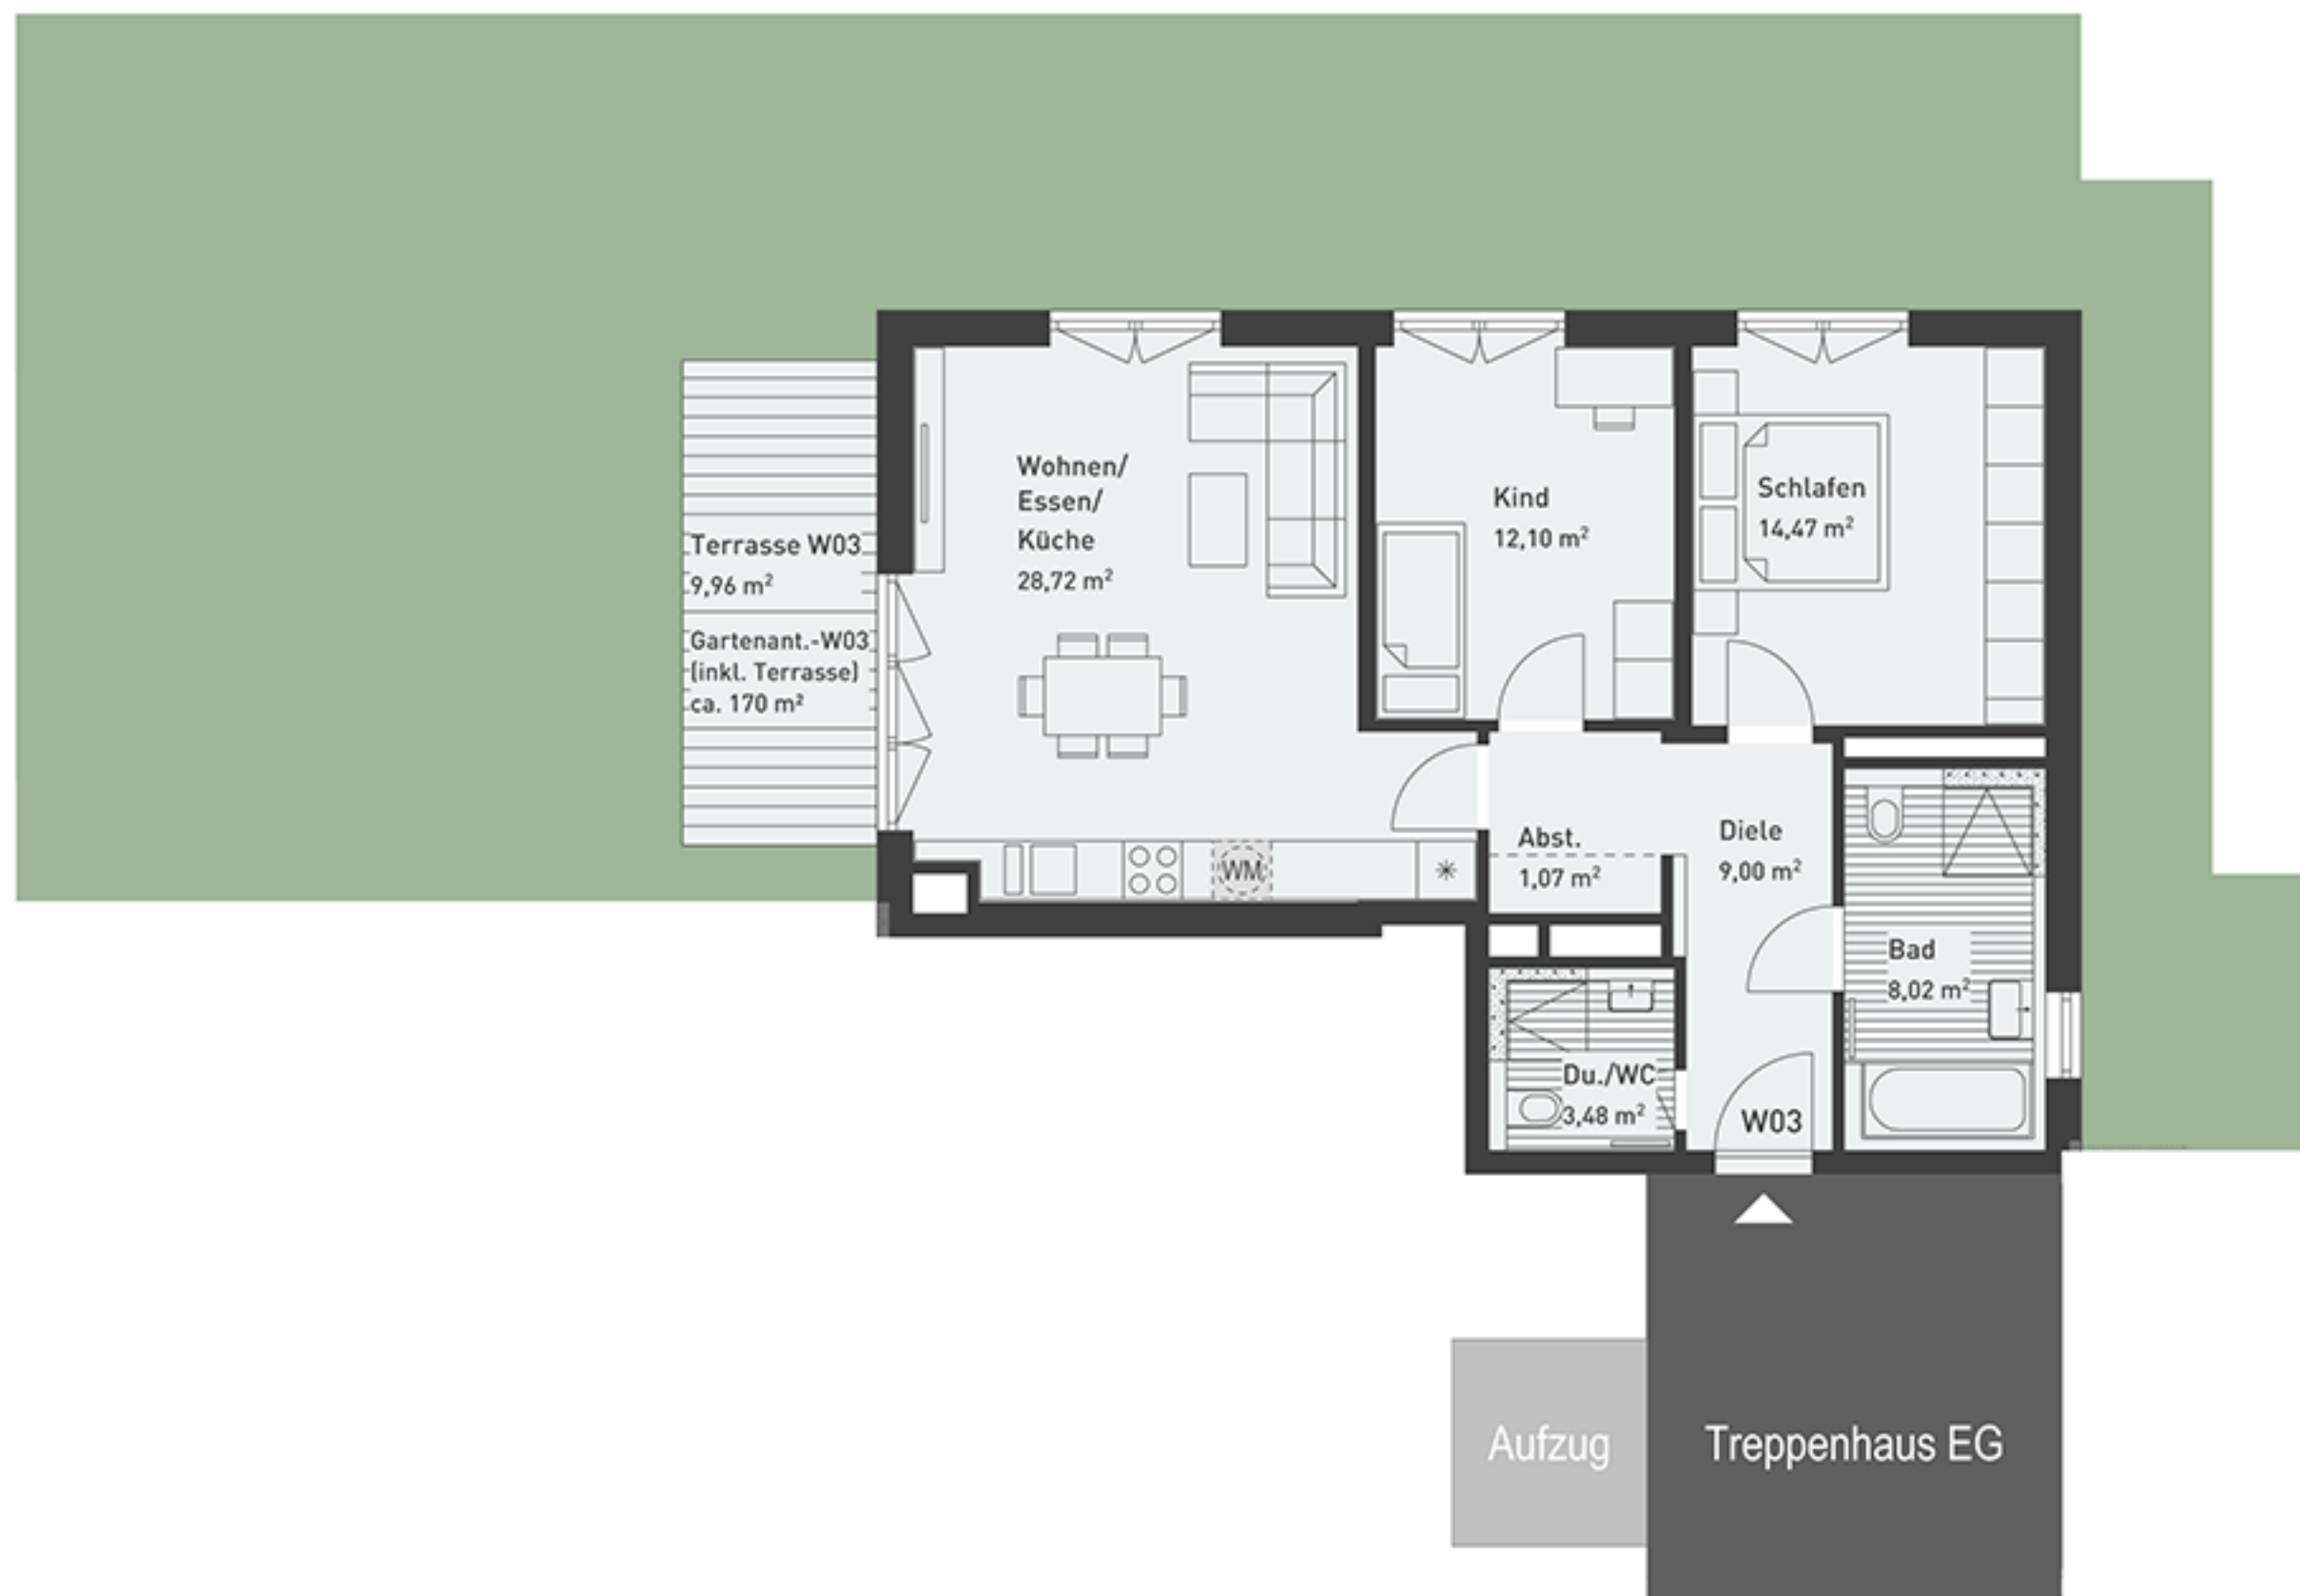 Wohnen/
Essen/
Küche
28,72 m²
Kind
12,10 m²
Schlafen
14,47 m²
Terrasse W03
9,96 m²
Gartenant.-W03
(inkl. Terrasse)
ca. 170 m²
WM
Abst.
1,07 m²
Diele
9,00 m²
Bad
8,02 m²
Du./WC
3,48 m²
W03
Aufzug
Treppenhaus EG